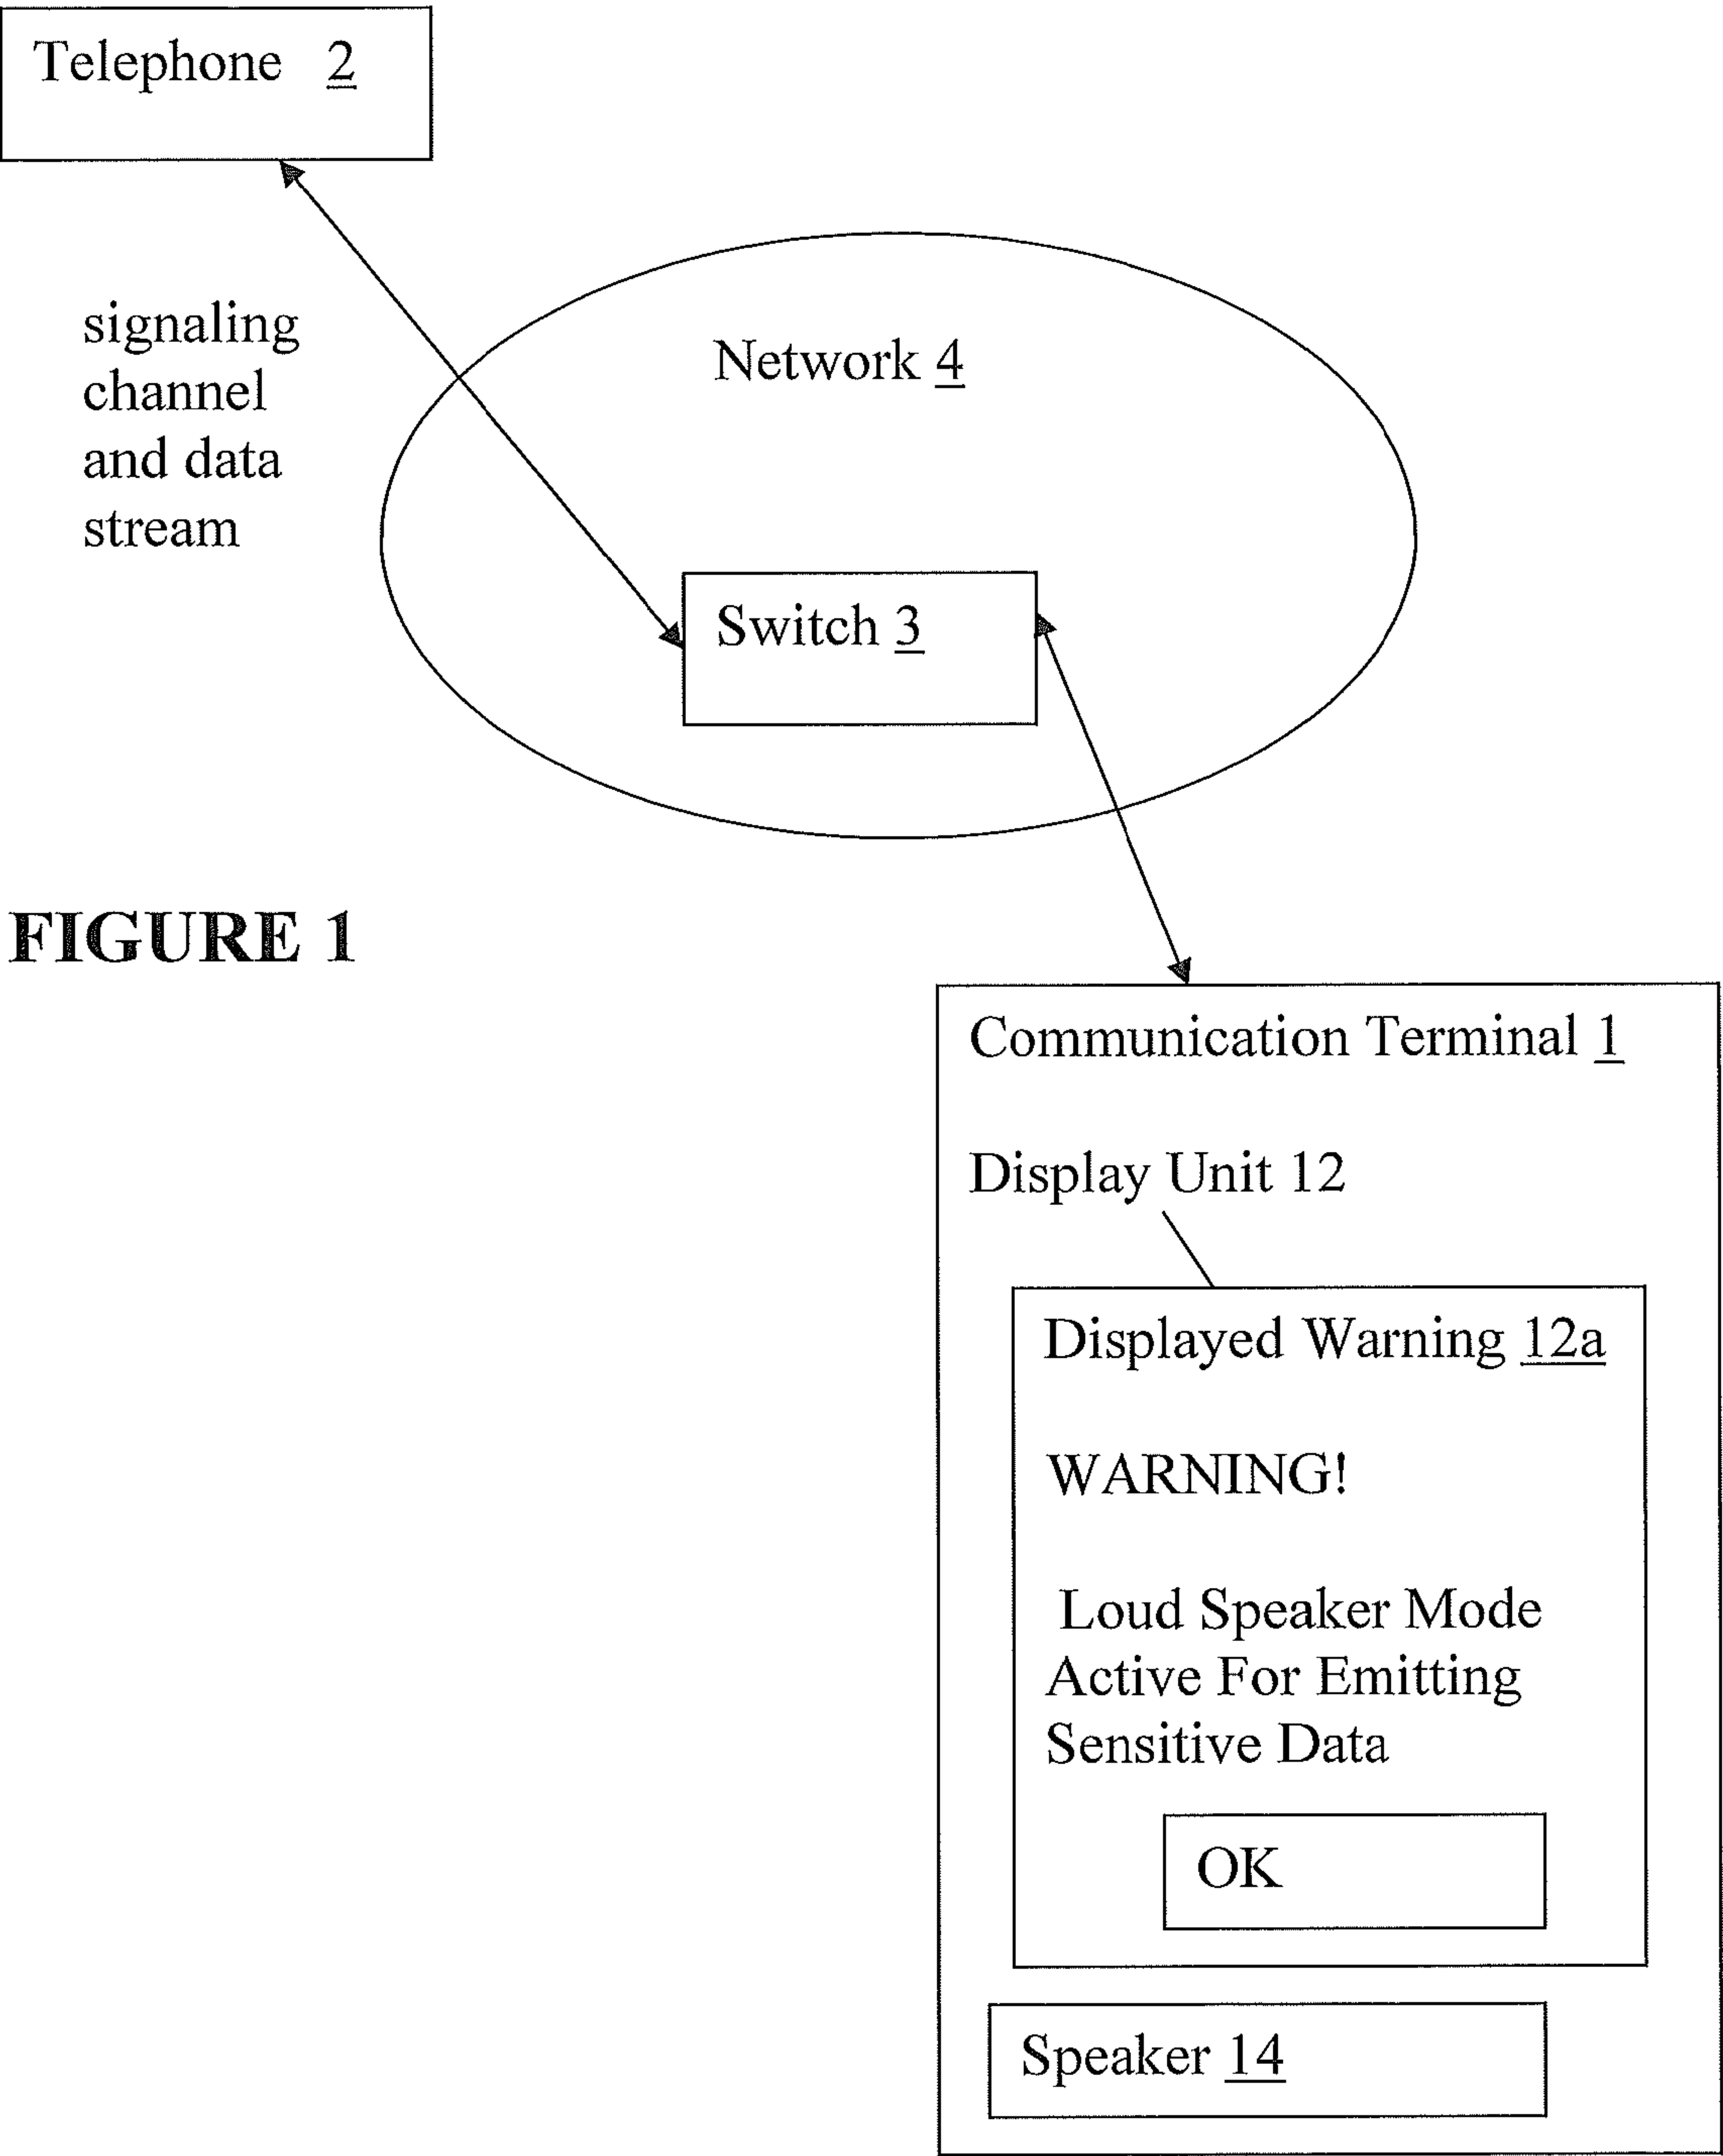 Telephone 2
signaling
channel
and data
stream
Network 4
Switch 3
FIGURE 1
Communication Terminal 1
Display Unit 12
Displayed Warning 12a
WARNING!
Loud Speaker Mode
Active For Emitting
Sensitive Data
OK
Speaker 14